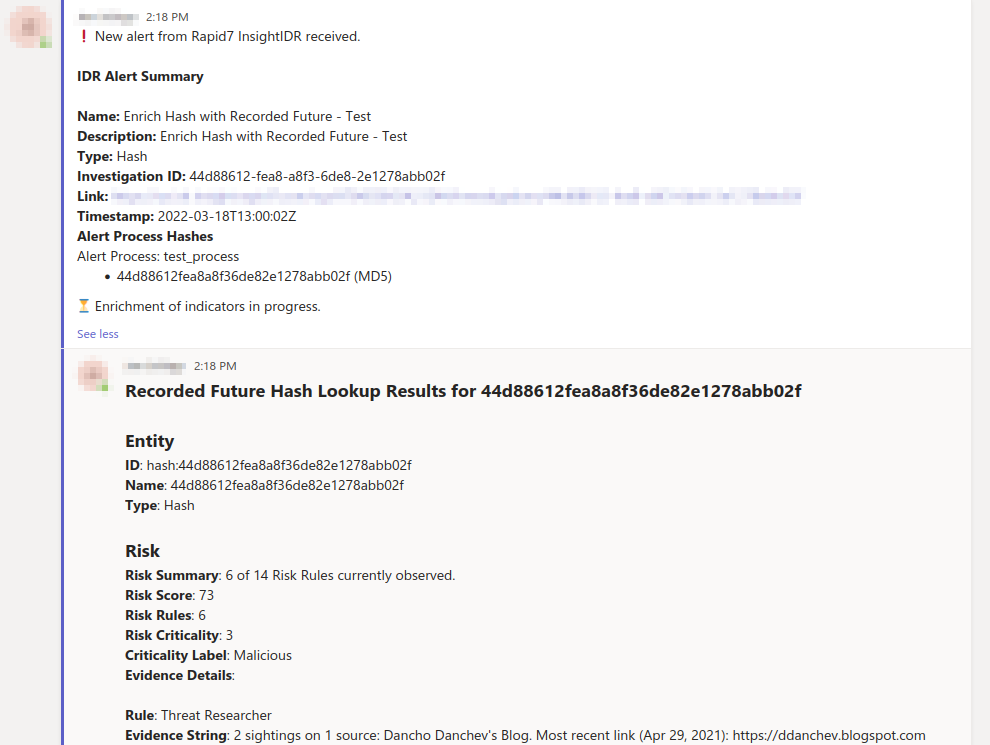 2:18 PM
❗ New alert from Rapid7 InsightIDR received.
IDR Alert Summary
Name: Enrich Hash with Recorded Future - Test
Description: Enrich Hash with Recorded Future - Test
Type: Hash
Investigation ID: 44d88612-fea8-a8f3-6de8-2e1278abb02f
Link:
Timestamp: 2022-03-18T13:00:02Z
Alert Process Hashes
Alert Process: test_process
• 44d88612fea8a8f36de82e1278abb02f (MD5)
⏳ Enrichment of indicators in progress.
See less
2:18 PM
Recorded Future Hash Lookup Results for 44d88612fea8a8f36de82e1278abb02f
Entity
ID: hash:44d88612fea8a8f36de82e1278abb02f
Name: 44d88612fea8a8f36de82e1278abb02f
Type: Hash
Risk
Risk Summary: 6 of 14 Risk Rules currently observed.
Risk Score: 73
Risk Rules: 6
Risk Criticality: 3
Criticality Label: Malicious
Evidence Details:
Rule: Threat Researcher
Evidence String: 2 sightings on 1 source: Dancho Danchev's Blog. Most recent link (Apr 29, 2021): https://ddanchev.blogspot.com